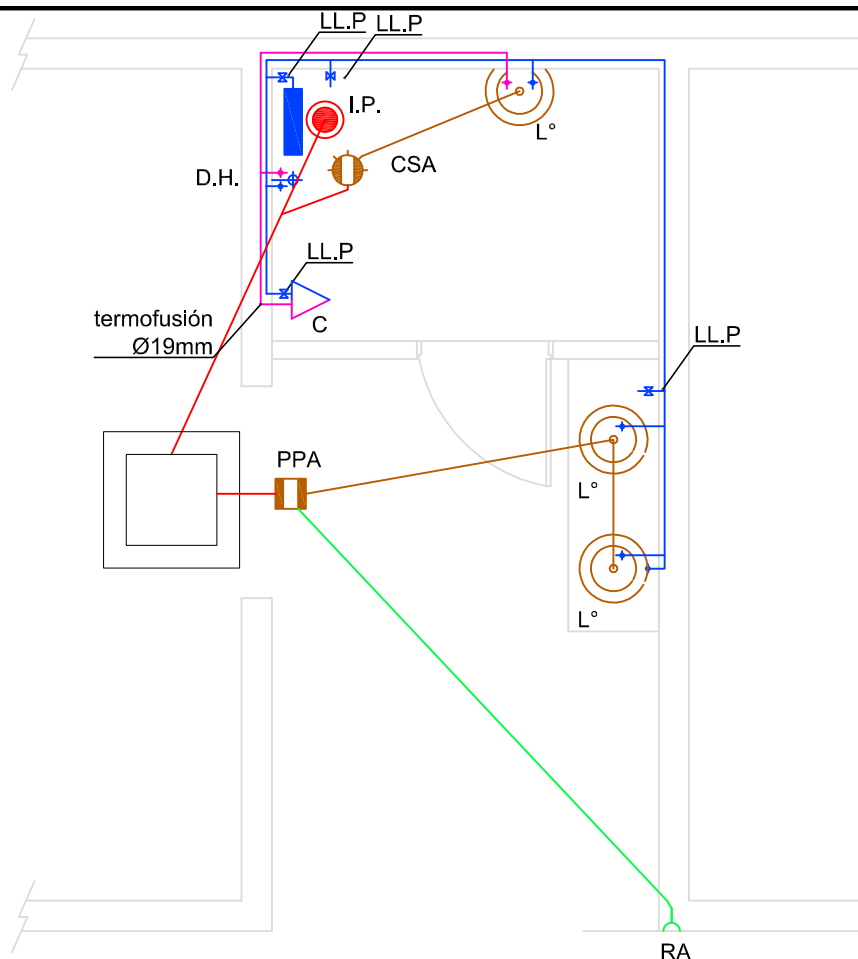 LL.P
LL.P
I.P.
L°
CSA
D.H.
LL.P
termofusión
Ø19mm
C
LL.P
PPA
L°
L°
RA